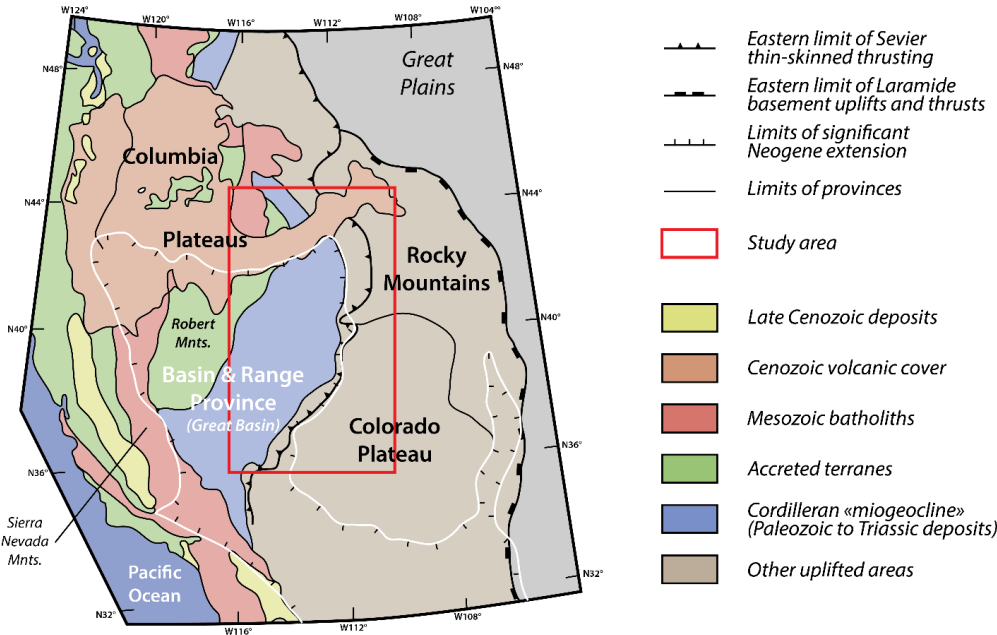 W124°
W120°
W116°
W112°
W108°
W104°
N48°
N48°
Great
Plains
Columbia
N44°
N44°
Plateaus
Rocky
Mountains
N40°
N40°
Robert
Mnts.
Basin & Range
Province
(Great Basin)
Colorado
Plateau
N36°
N36°
Sierra
Nevada
Mnts.
Pacific
Ocean
N32°
N32°
W116°
W112°
W108°
Eastern limit of Sevier
thin-skinned thrusting
Eastern limit of Laramide
basement uplifts and thrusts
Limits of significant
Neogene extension
Limits of provinces
Study area
Late Cenozoic deposits
Cenozoic volcanic cover
Mesozoic batholiths
Accreted terranes
Cordilleran «miogeocline»
(Paleozoic to Triassic deposits)
Other uplifted areas